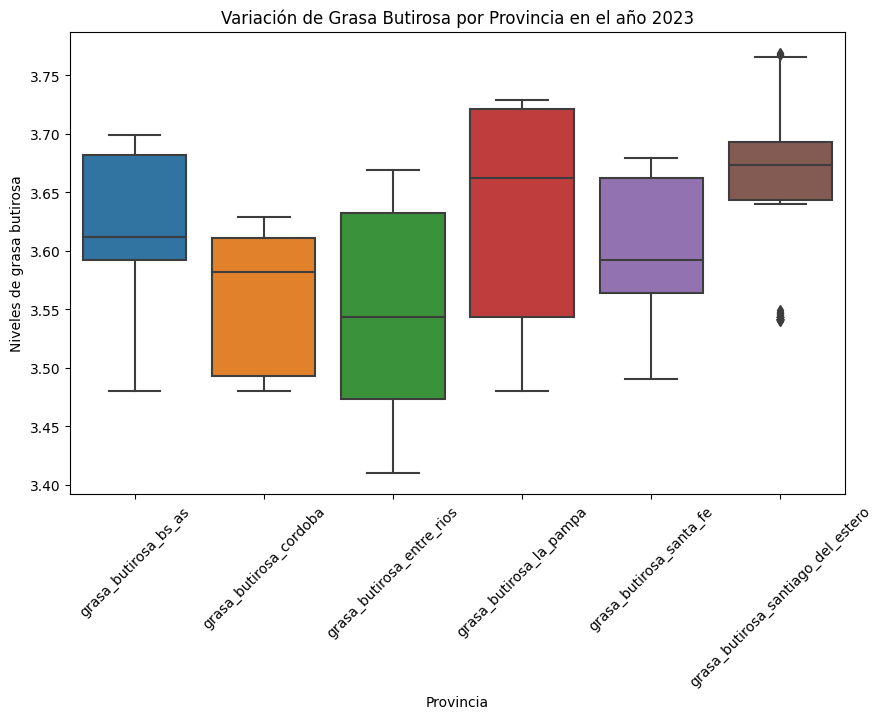 Variación de Grasa Butirosa por Provincia en el año 2023
Niveles de grasa butirosa
3.75
3.70
3.65
3.60
3.55
3.50
3.45
3.40
grasa_butirosa_bs_as
grasa_butirosa_cordoba
grasa_butirosa_entre_rios
grasa_butirosa_la_pampa
grasa_butirosa_santa_fe
grasa_butirosa_santiago_del_estero
Provincia